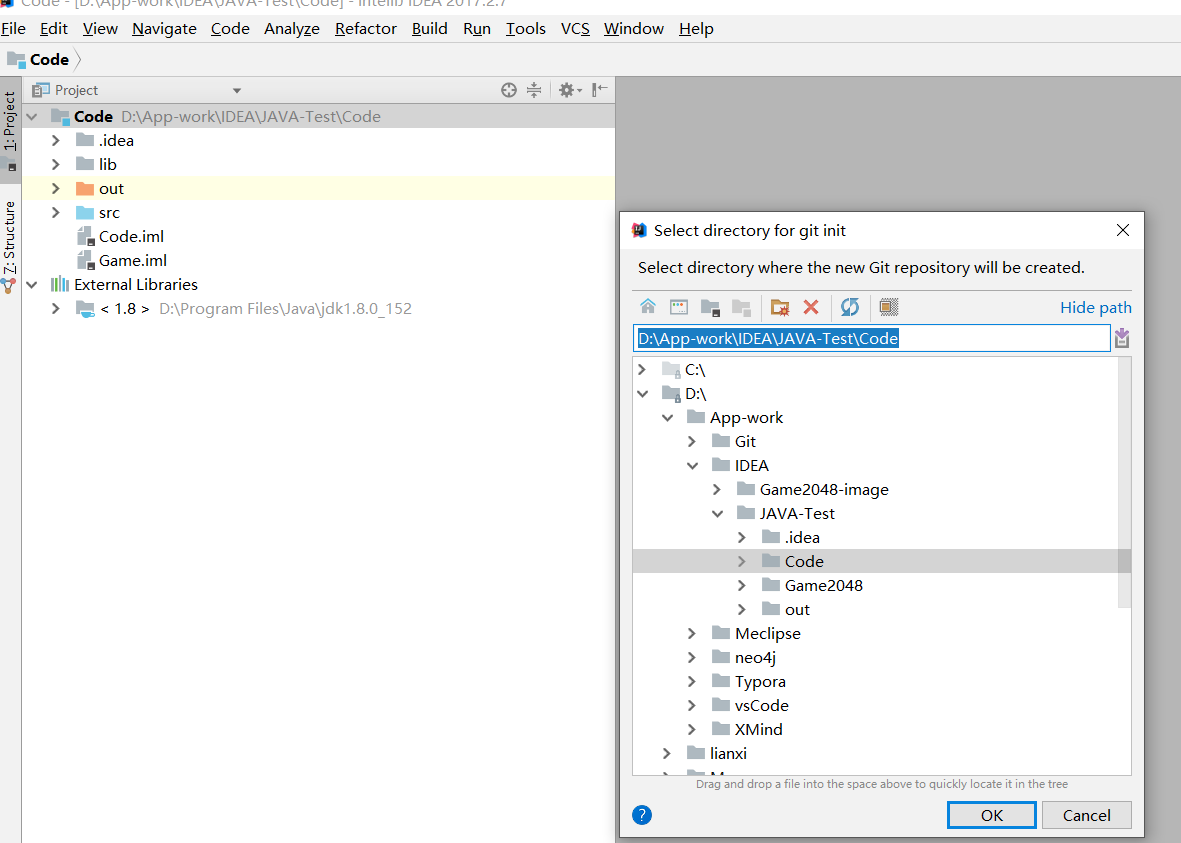 Code - [D:\App-work\IDEA\JAVA-Test\Code] - IntelliJ IDEA 2017.2.7
File Edit View Navigate Code Analyze Refactor Build Run Tools VCS Window Help
Code
1: Project
Z: Structure
Project
Code D:\App-work\IDEA\JAVA-Test\Code
.idea
lib
out
src
Code.iml
Game.iml
External Libraries
< 1.8 > D:\Program Files\Java\jdk1.8.0_152
Select directory for git init
Select directory where the new Git repository will be created.
Hide path
D:\App-work\IDEA\JAVA-Test\Code
C:\
D:\
App-work
Git
IDEA
Game2048-image
JAVA-Test
.idea
Code
Game2048
out
Meclipse
neo4j
Typora
vsCode
XMind
lianxi
Drag and drop a file into the space above to quickly locate it in the tree
?
OK
Cancel